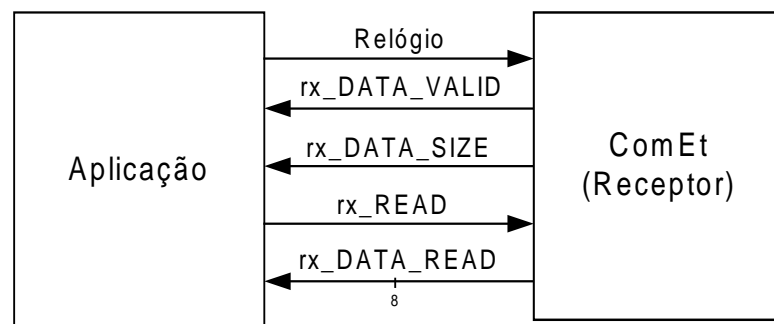 Relógio
rx_DATA_VALID
rx_DATA_SIZE
Aplicação
ComEt
(Receptor)
rx_READ
rx_DATA_READ
8